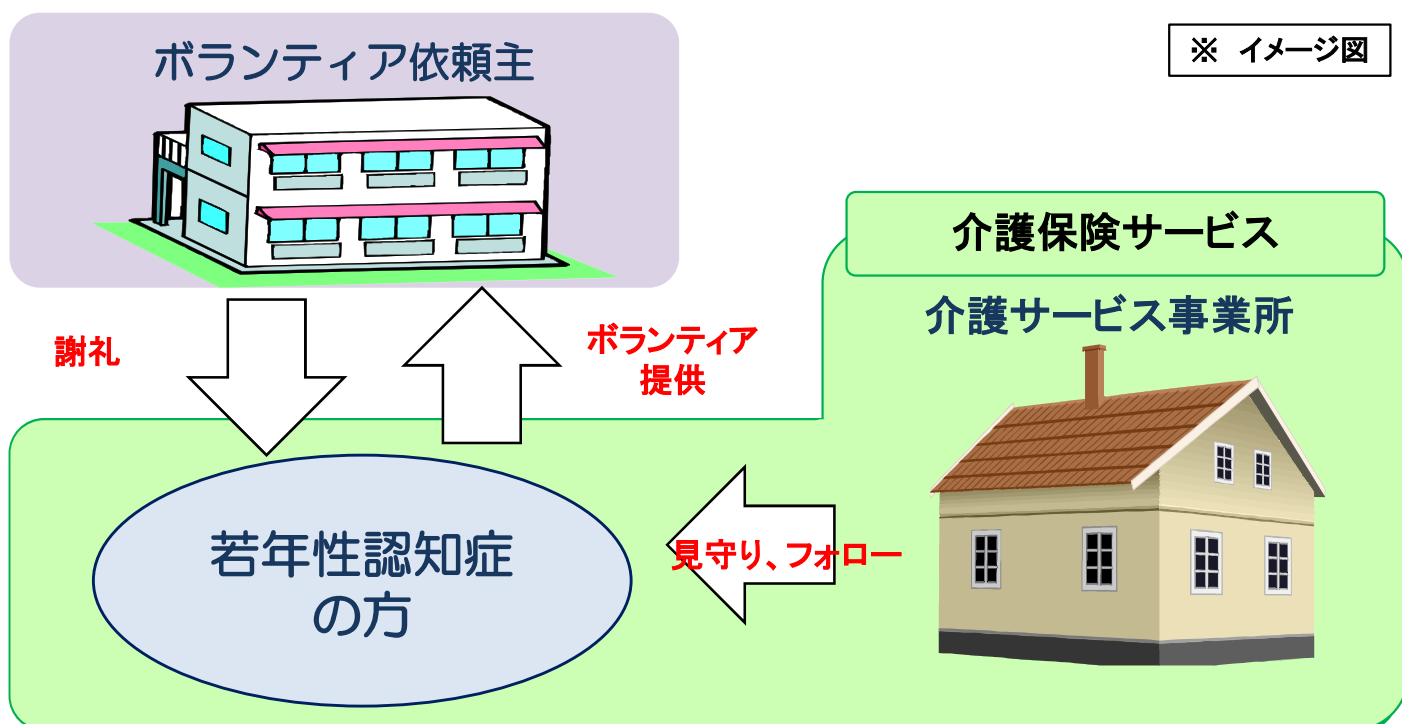 ボランティア依頼主
※ イメージ図
介護保険サービス
介護サービス事業所
謝礼
ボランティア
提供
見守り、フォロー
若年性認知症
の方